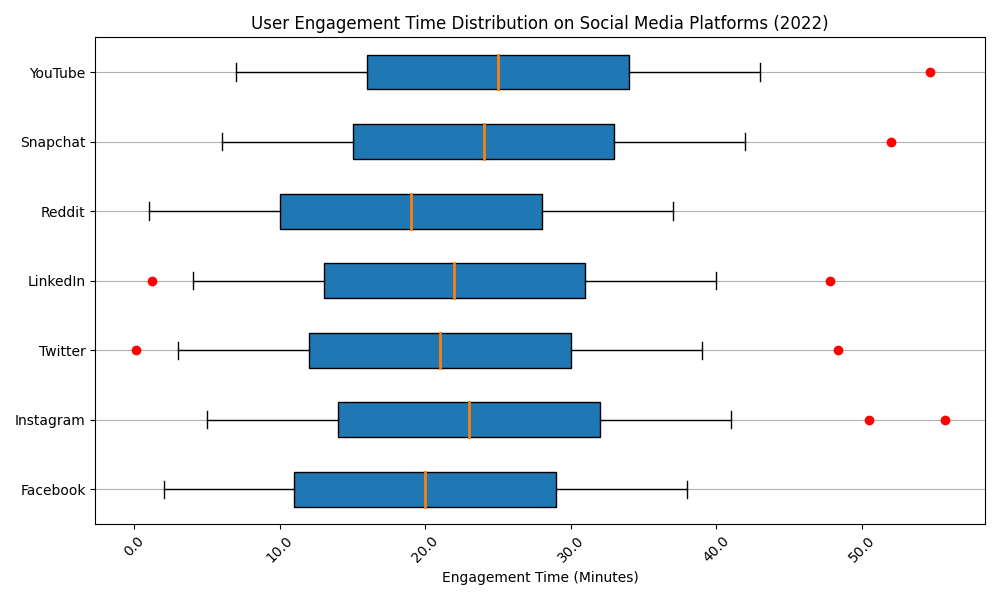 User Engagement Time Distribution on Social Media Platforms (2022)
YouTube
Snapchat
Reddit
LinkedIn
Twitter
Instagram
Facebook
0.0 10.0 20.0 30.0 40.0 50.0
Engagement Time (Minutes)